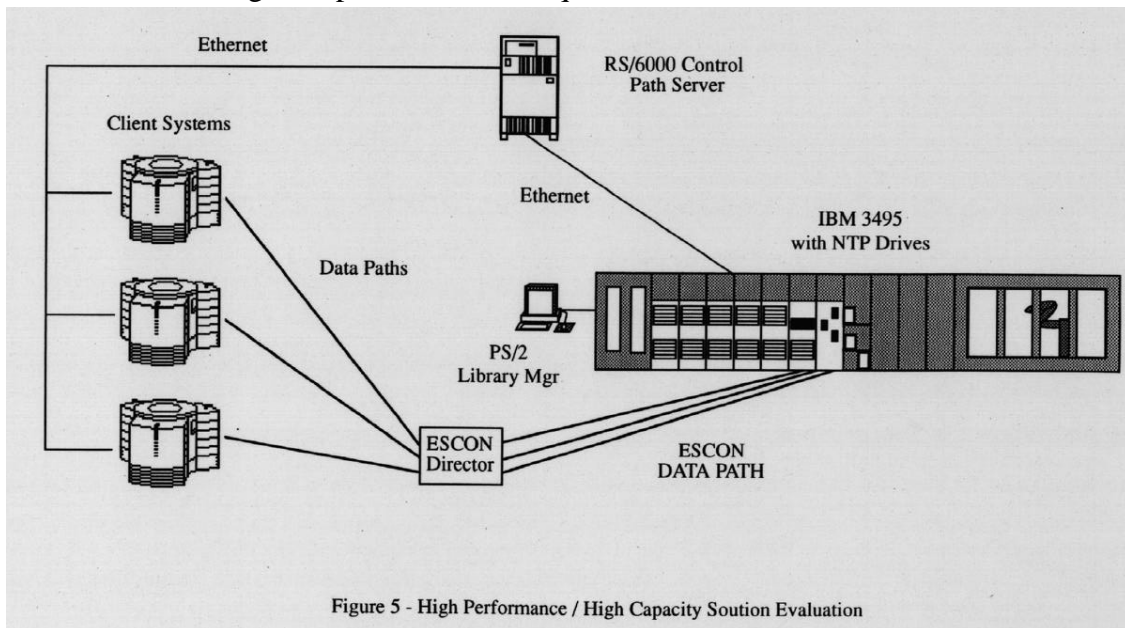 Ethernet
RS/6000 Control
Path Server
Client Systems
Ethernet
IBM 3495
with NTP Drives
Data Paths
PS/2
Library Mgr
ESCON
Director
ESCON
DATA PATH
Figure 5 - High Performance / High Capacity Soution Evaluation